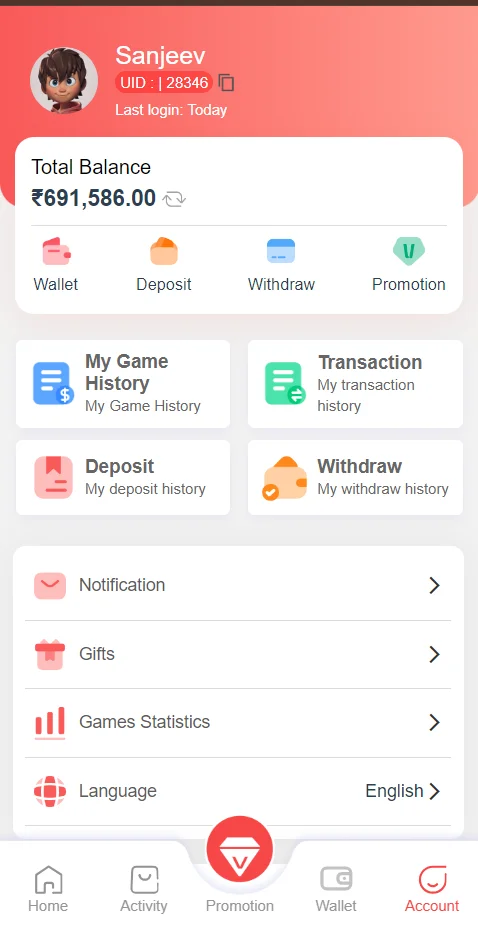 Sanjeev
UID : | 28346
Last login: Today
Total Balance
₹691,586.00
Wallet
Deposit
Withdraw
Promotion
My Game
History
My Game History
Transaction
My transaction
history
Deposit
My deposit history
Withdraw
My withdraw history
Notification
Gifts
Games Statistics
Language
English
Home
Activity
Promotion
Wallet
Account